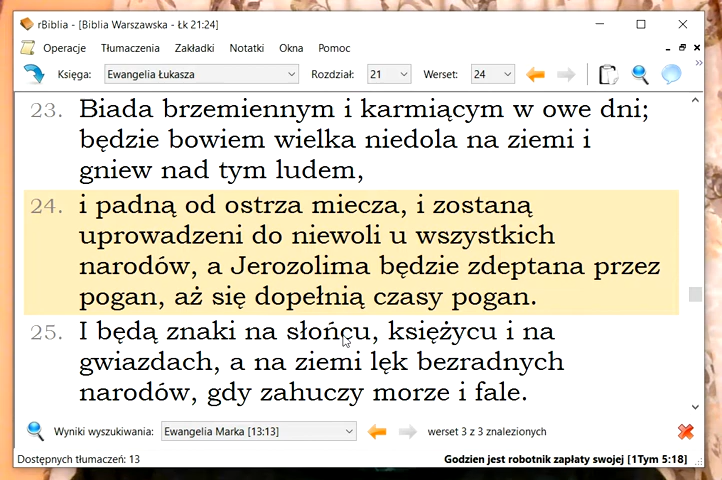 rBiblia - [Biblia Warszawska - Łk 21:24]
Operacje Tłumaczenia Zakładki Notatki Okna Pomoc
Księga: Ewangelia Łukasza Rozdział: 21 Werset: 24
23. Biada brzemiennym i karmiącym w owe dni;
będzie bowiem wielka niedola na ziemi i
gniew nad tym ludem,
24. i padną od ostrza miecza, i zostaną
uprowadzeni do niewoli u wszystkich
narodów, a Jerozolima będzie zdeptana przez
pogan, aż się dopełnią czasy pogan.
25. I będą znaki na słońcu, księżycu i na
gwiazdach, a na ziemi lęk bezradnych
narodów, gdy zahuczy morze i fale.
Wyniki wyszukiwania: Ewangelia Marka [13:13] werset 3 z 3 znalezionych
Dostępnych tłumaczeń: 13 Godzien jest robotnik zapłaty swojej [1Tym 5:18]